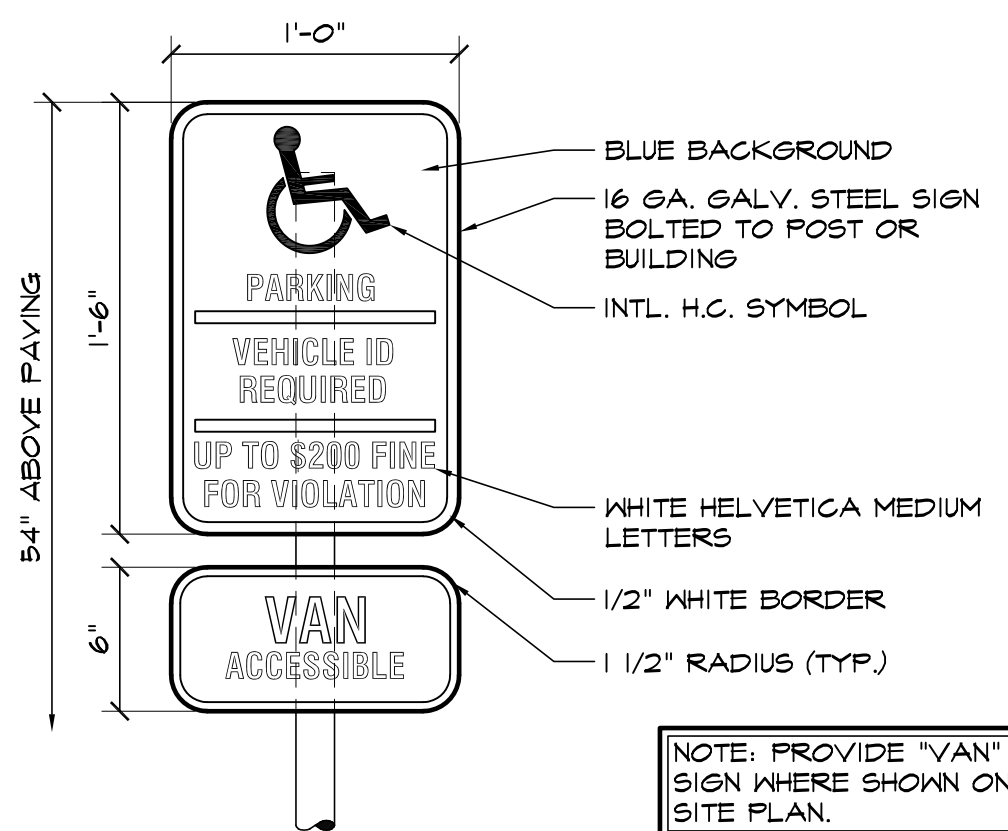 1'-0"
54" ABOVE PAVING
1'-6"
6"
PARKING
VEHICLE ID
REQUIRED
UP TO $200 FINE
FOR VIOLATION
VAN
ACCESSIBLE
BLUE BACKGROUND
16 GA. GALV. STEEL SIGN
BOLTED TO POST OR
BUILDING
INTL. H.C. SYMBOL
WHITE HELVETICA MEDIUM
LETTERS
1/2" WHITE BORDER
1 1/2" RADIUS (TYP.)
NOTE: PROVIDE "VAN"
SIGN WHERE SHOWN ON
SITE PLAN.